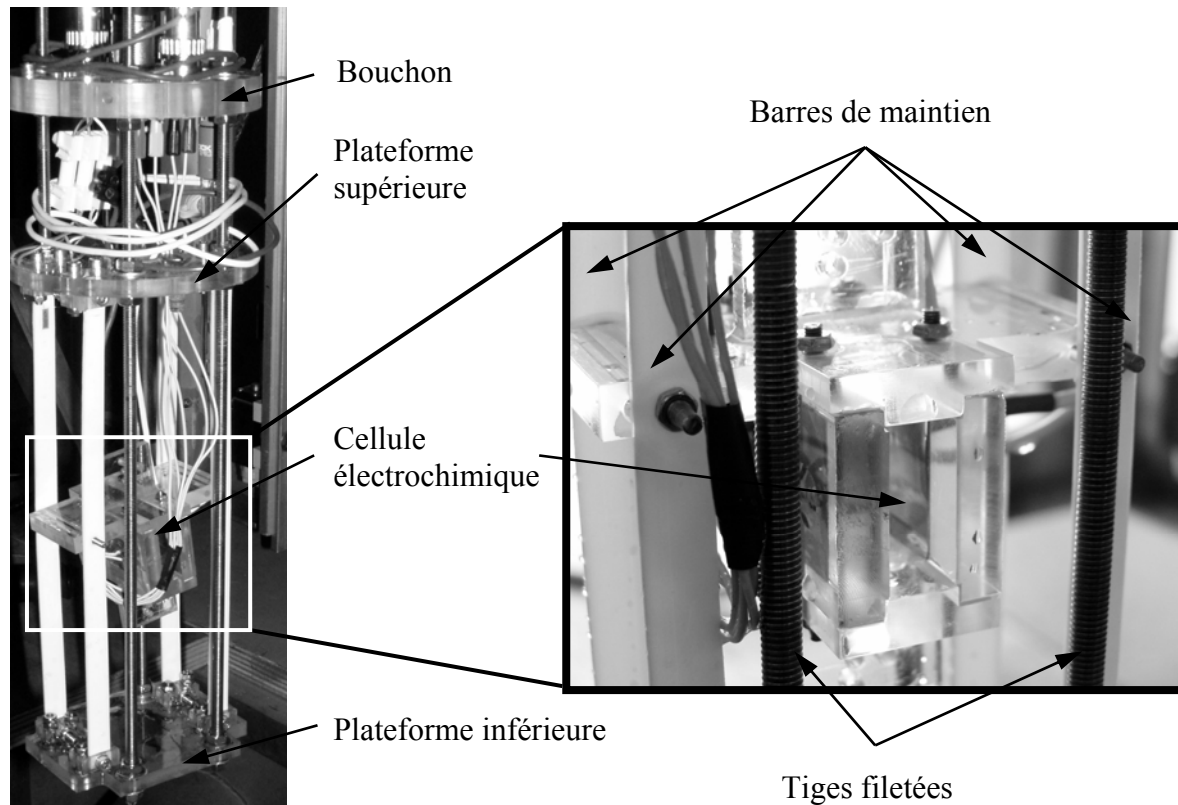 Bouchon
Barres de maintien
Plateforme
supérieure
Cellule
électrochimique
Plateforme inférieure
Tiges filetées